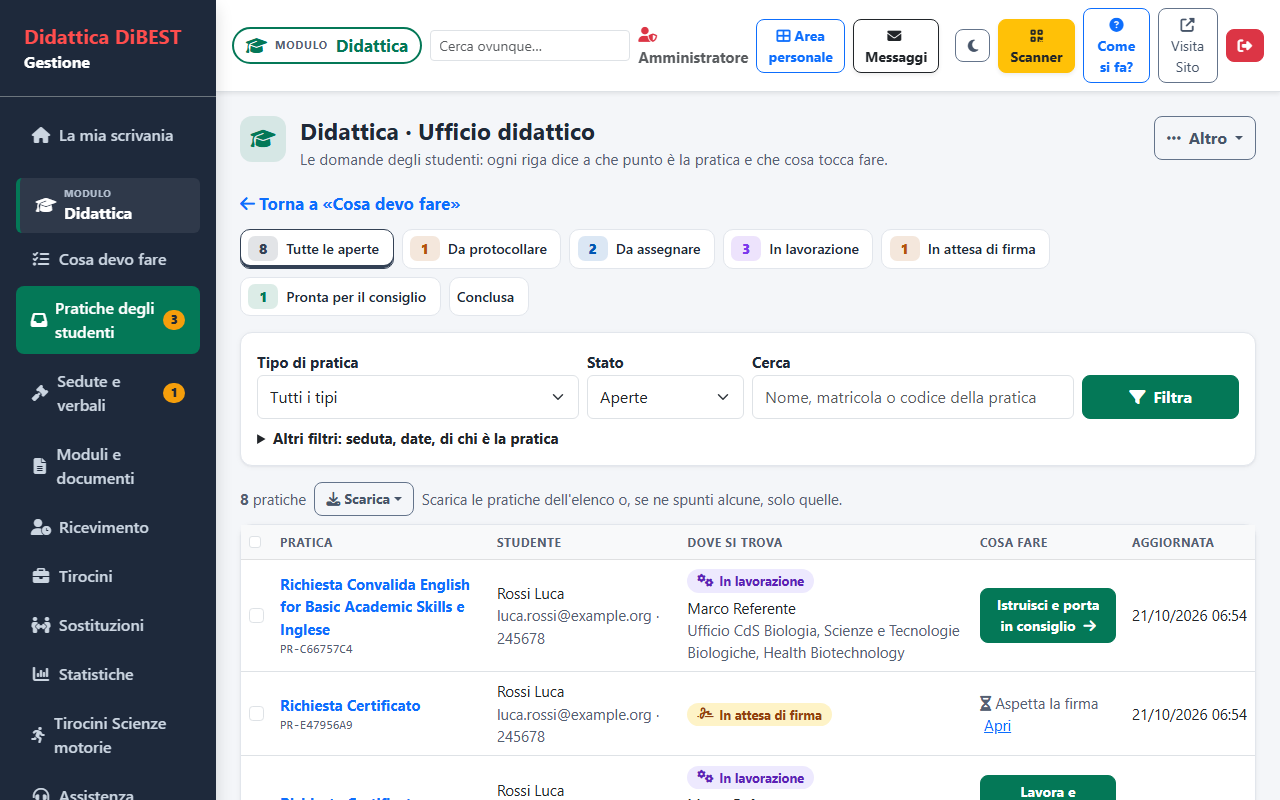 Didattica DiBEST
Gestione
La mia scrivania
MODULO
Didattica
Cosa devo fare
Pratiche degli
studenti
3
Sedute e
verbali
1
Moduli e
documenti
Ricevimento
Tirocini
Sostituzioni
Statistiche
Tirocini Scienze
motorie
Assistenza
MODULO Didattica
Cerca ovunque...
Amministratore
Area
personale
Messaggi
Scanner
Come
si fa?
Visita
Sito
Didattica · Ufficio didattico
Le domande degli studenti: ogni riga dice a che punto è la pratica e che cosa tocca fare.
Altro
Torna a «Cosa devo fare»
8 Tutte le aperte
1 Da protocollare
2 Da assegnare
3 In lavorazione
1 In attesa di firma
1 Pronta per il consiglio
Conclusa
Tipo di pratica
Tutti i tipi
Stato
Aperte
Cerca
Nome, matricola o codice della pratica
Filtra
Altri filtri: seduta, date, di chi è la pratica
8 pratiche
Scarica
Scarica le pratiche dell'elenco o, se ne spunti alcune, solo quelle.
PRATICA STUDENTE DOVE SI TROVA COSA FARE AGGIORNATA
Richiesta Convalida English
for Basic Academic Skills e
Inglese
PR-C66757C4
Rossi Luca
luca.rossi@example.org ·
245678
In lavorazione
Marco Referente
Ufficio CdS Biologia, Scienze e Tecnologie
Biologiche, Health Biotechnology
Istruisci e porta
in consiglio
21/10/2026 06:54
Richiesta Certificato
PR-E47956A9
Rossi Luca
luca.rossi@example.org ·
245678
In attesa di firma
Aspetta la firma
Apri
21/10/2026 06:54
Rossi Luca
In lavorazione
Lavora e